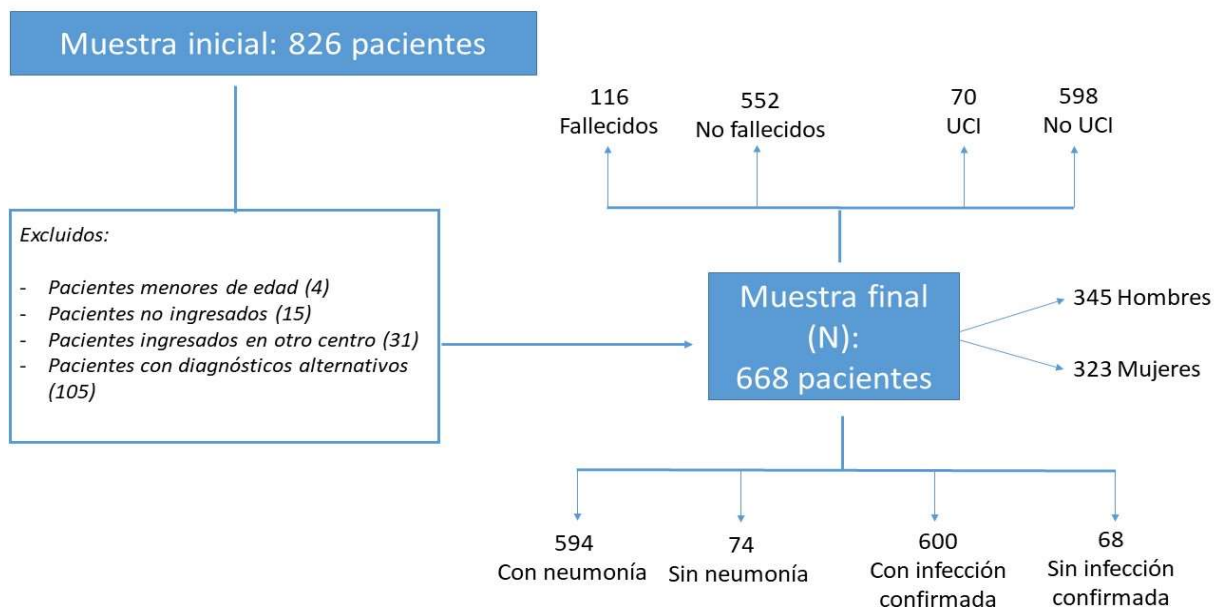 Muestra inicial: 826 pacientes
116
Fallecidos
552
No fallecidos
70
UCI
598
No UCI
Excluidos:
- Pacientes menores de edad (4)
- Pacientes no ingresados (15)
- Pacientes ingresados en otro centro (31)
- Pacientes con diagnósticos alternativos
(105)
Muestra final
(N):
668 pacientes
345 Hombres
323 Mujeres
594
Con neumonía
74
Sin neumonía
600
Con infección
confirmada
68
Sin infección
confirmada